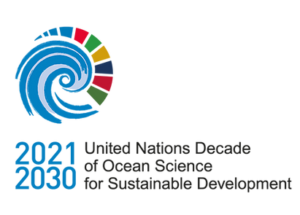 2021 United Nations Decade
of Ocean Science
2030 for Sustainable Development